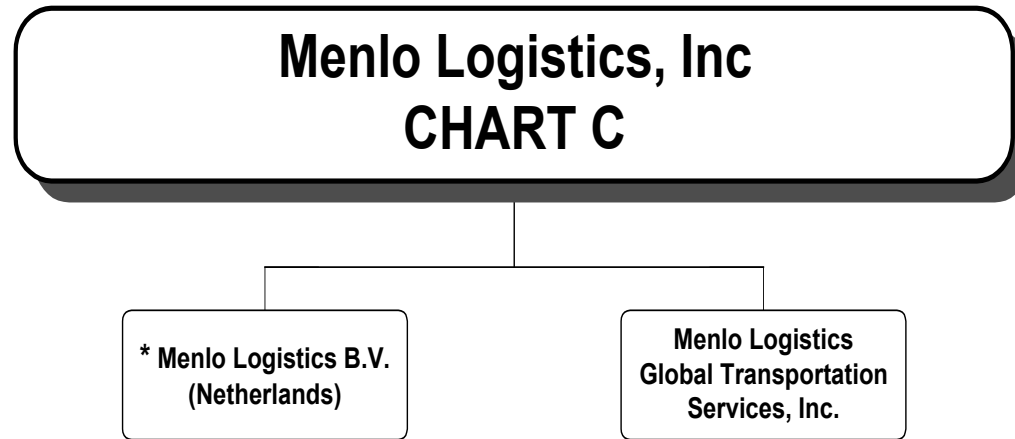 Menlo Logistics, Inc
CHART C
* Menlo Logistics B.V.
(Netherlands)
Menlo Logistics
Global Transportation
Services, Inc.